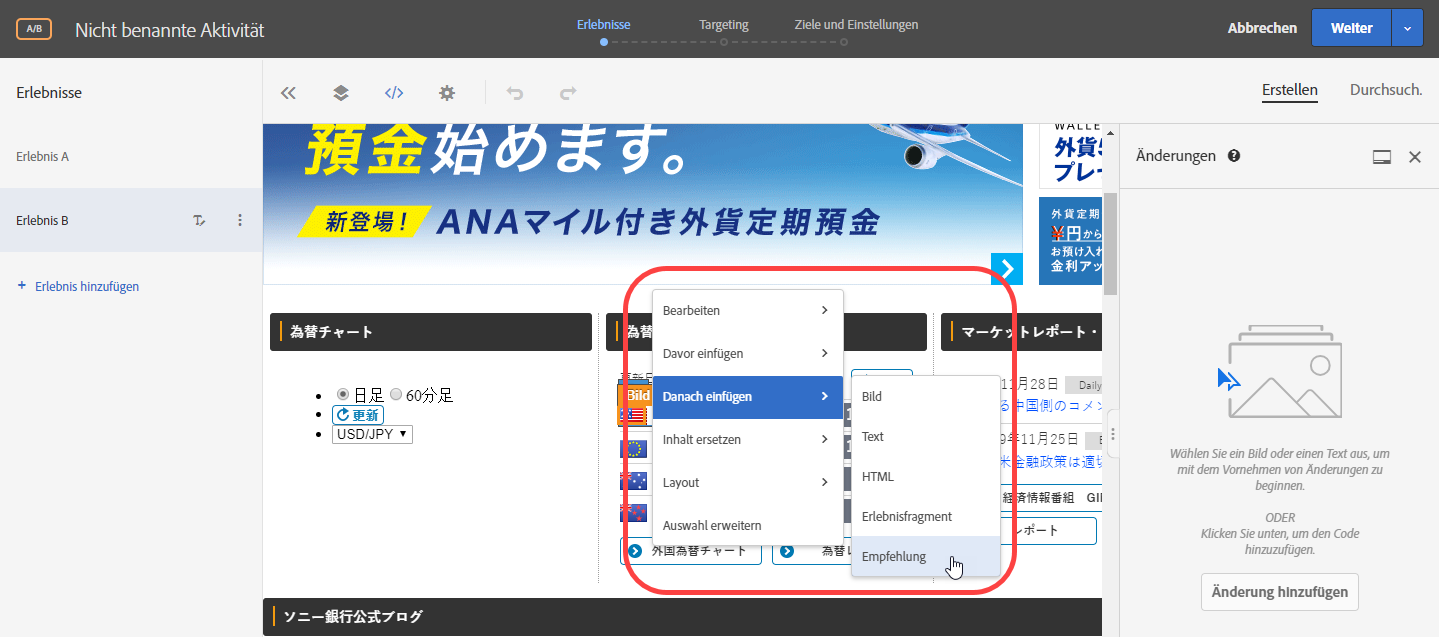 A/B
Nicht benannte Aktivität
Erlebnisse
Targeting
Ziele und Einstellungen
Abbrechen
Weiter
Erlebnisse
Erlebnis A
Erlebnis B
+ Erlebnis hinzufügen
</>
Erstellen
Durchsuch.
預金始めます。
新登場！ ANAマイル付き外貨定期預金
外貨
プレー
外貨定期
¥円から
お預け入れ
金利アッ
為替チャート
為替
マーケットレポート・
日足 60分足
更新
USD/JPY
Bild
Bearbeiten
Davor einfügen
Danach einfügen
Inhalt ersetzen
Layout
Auswahl erweitern
Bild
Text
HTML
Erlebnisfragment
Empfehlung
11月28日
Daily
る中国側のコメン
9年11月25日
米金融政策は適切
経済情報番組 GI
レポート
外国為替チャート
為替レ
ソニー銀行公式ブログ
Änderungen
Wählen Sie ein Bild oder einen Text aus, um
mit dem Vornehmen von Änderungen zu
beginnen.
ODER
Klicken Sie unten, um den Code
hinzuzufügen.
Änderung hinzufügen